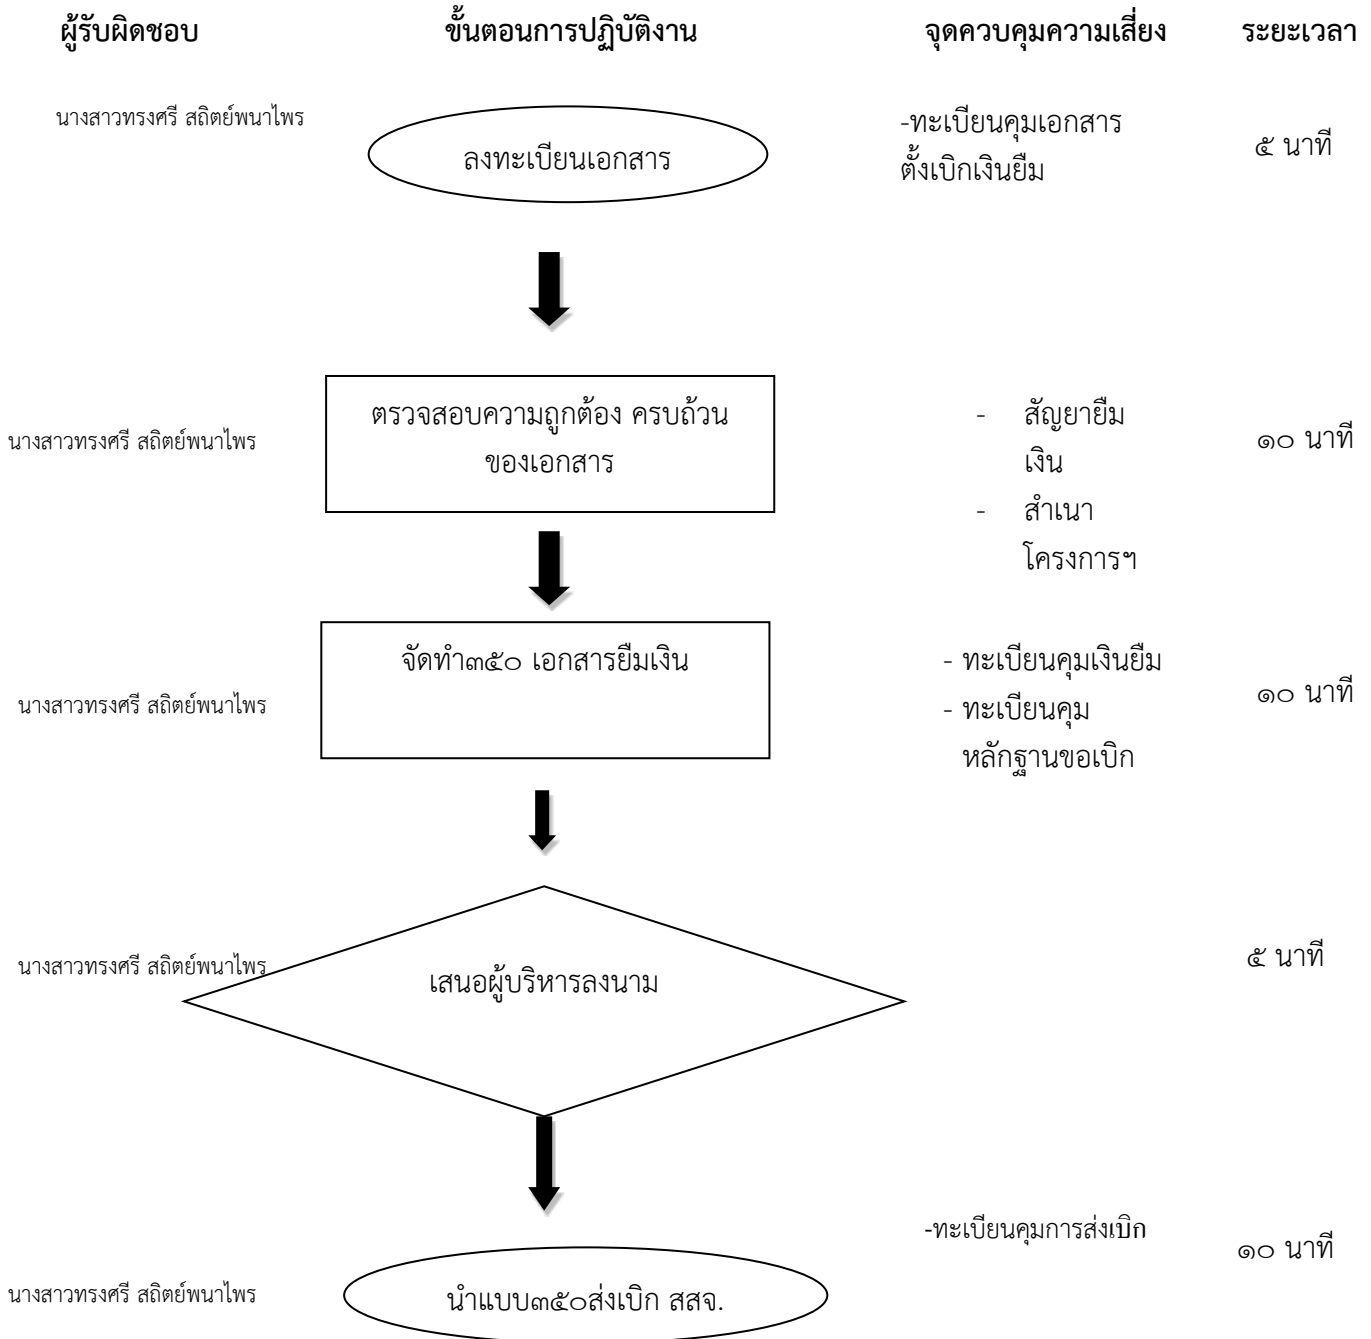 ผู้รับผิดชอบ ขั้นตอนการปฏิบัติงาน จุดควบคุมความเสี่ยง ระยะเวลา
นางสาวทรงศรี สถิตย์พนาไพร
ลงทะเบียนเอกสาร
-ทะเบียนคุมเอกสาร
ตั้งเบิกเงินยืม
๕ นาที
นางสาวทรงศรี สถิตย์พนาไพร
ตรวจสอบความถูกต้อง ครบถ้วน
ของเอกสาร
- สัญยายืม
เงิน
- สำเนา
โครงการฯ
๑๐ นาที
นางสาวทรงศรี สถิตย์พนาไพร
จัดทำ๓๕๐ เอกสารยืมเงิน
- ทะเบียนคุมเงินยืม
- ทะเบียนคุม
หลักฐานขอเบิก
๑๐ นาที
นางสาวทรงศรี สถิตย์พนาไพร
เสนอผู้บริหารลงนาม
๕ นาที
นางสาวทรงศรี สถิตย์พนาไพร
นำแบบ๓๕๐ส่งเบิก สสจ.
-ทะเบียนคุมการส่งเบิก
๑๐ นาที